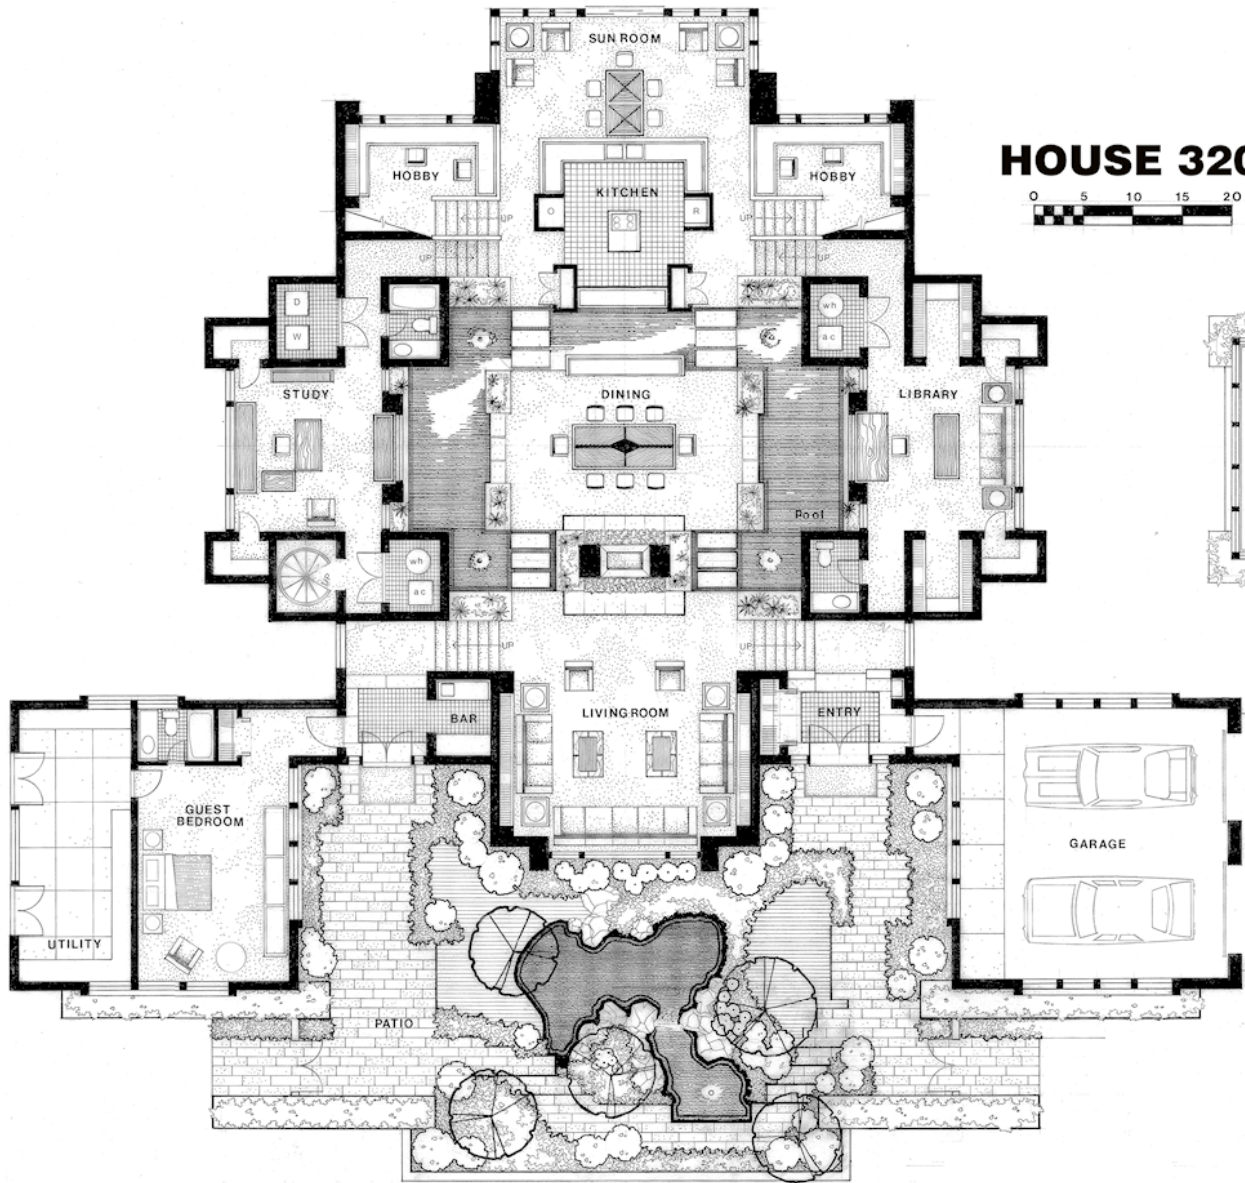 SUN ROOM
HOUSE 320
0 5 10 15 20
HOBBY
KITCHEN
HOBBY
O
R
UP
UP
UP
UP
D
W
wh
ac
STUDY
DINING
LIBRARY
Pool
wh
ac
UP
UP
BAR
LIVING ROOM
ENTRY
GUEST
BEDROOM
GARAGE
UTILITY
PATIO